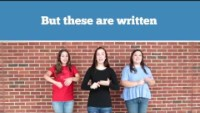 But these are written